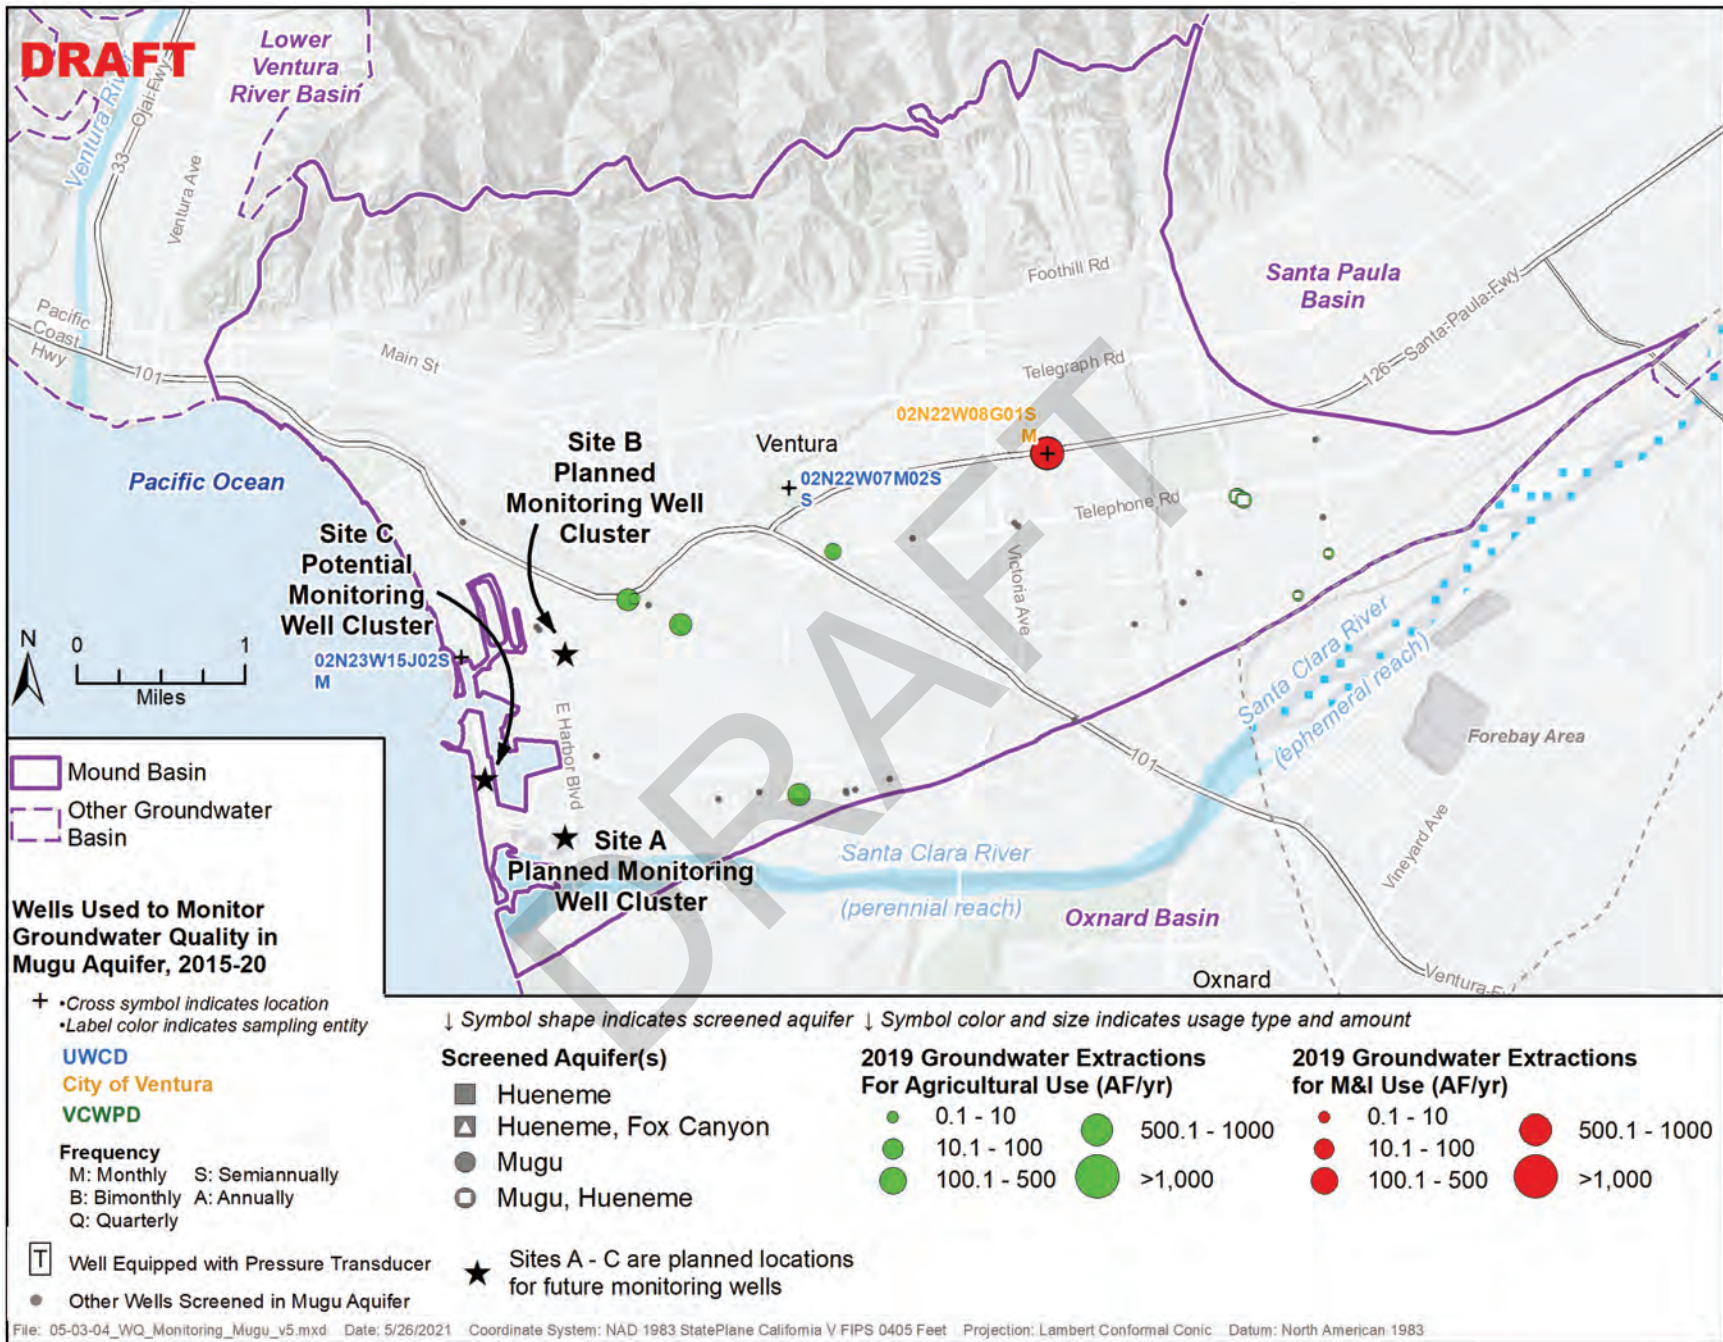 DRAFT
Lower
Ventura
River Basin
Ventura River
Ojai-Fwy
33
Ventura Ave
Pacific
Coast
Hwy
101
Main St
Foothill Rd
Santa Paula
Basin
Telegraph Rd
126
Santa-Paula-Fwy
02N22W08G01S
M
Ventura
02N22W07M02S
S
Telephone Rd
Victoria Ave
Pacific Ocean
Site B
Planned
Monitoring Well
Cluster
Site C
Potential
Monitoring
Well Cluster
02N23W15J02S
M
N
0 1
Miles
E Harbor Blvd
Site A
Planned Monitoring
Well Cluster
Santa Clara River
(perennial reach)
Santa Clara River
(ephemeral reach)
Forebay Area
101
Vineyard Ave
Oxnard Basin
Oxnard
DRAFT
Mound Basin
Other Groundwater
Basin
Wells Used to Monitor
Groundwater Quality in
Mugu Aquifer, 2015-20
•Cross symbol indicates location
•Label color indicates sampling entity
UWCD
City of Ventura
VCWPD
Frequency
M: Monthly S: Semiannually
B: Bimonthly A: Annually
Q: Quarterly
T Well Equipped with Pressure Transducer
Other Wells Screened in Mugu Aquifer
↓ Symbol shape indicates screened aquifer ↓ Symbol color and size indicates usage type and amount
Screened Aquifer(s)
Hueneme
Hueneme, Fox Canyon
Mugu
Mugu, Hueneme
Sites A - C are planned locations
for future monitoring wells
2019 Groundwater Extractions
For Agricultural Use (AF/yr)
0.1 - 10
10.1 - 100
100.1 - 500
500.1 - 1000
>1,000
2019 Groundwater Extractions
for M&I Use (AF/yr)
0.1 - 10
10.1 - 100
100.1 - 500
500.1 - 1000
>1,000
File: 05-03-04_WQ_Monitoring_Mugu_v5.mxd Date: 5/26/2021 Coordinate System: NAD 1983 StatePlane California V FIPS 0405 Feet Projection: Lambert Conformal Conic Datum: North American 1983